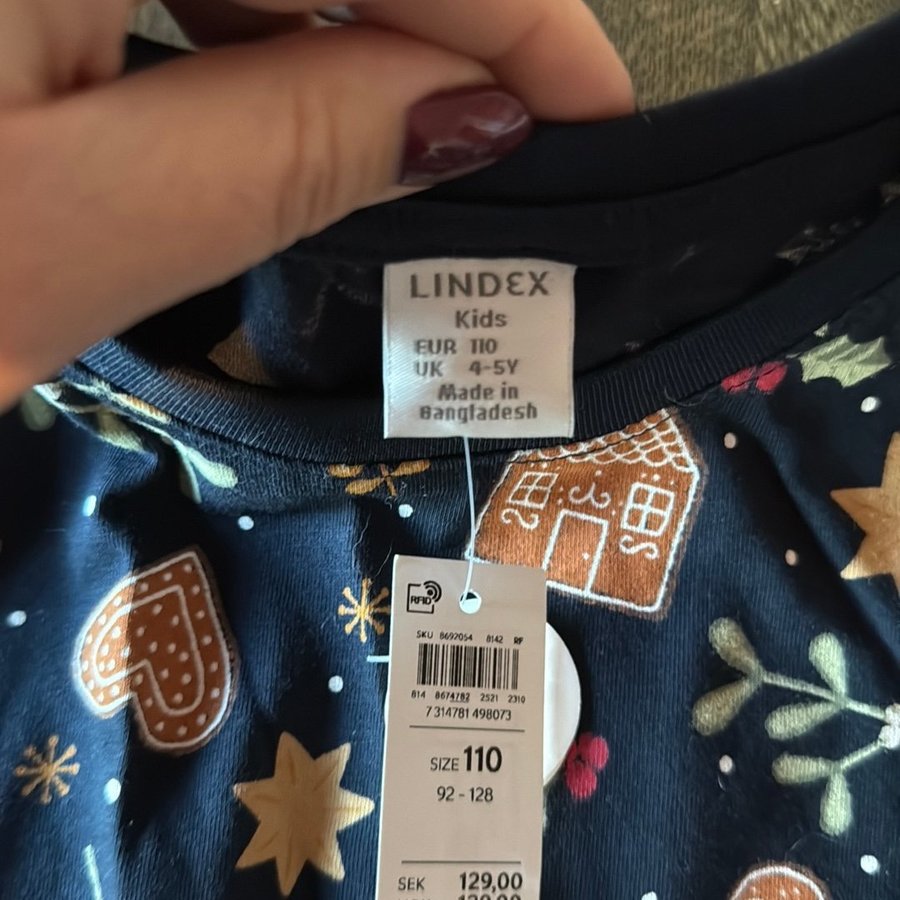 LINDEX
Kids
EUR 110
UK 4-5Y
Made in
Bangladesh
RFID
SKU 8692054 8142 RF
814 8674782 2521 2310
7 314781 498073
SIZE 110
92 - 128
SEK 129,00